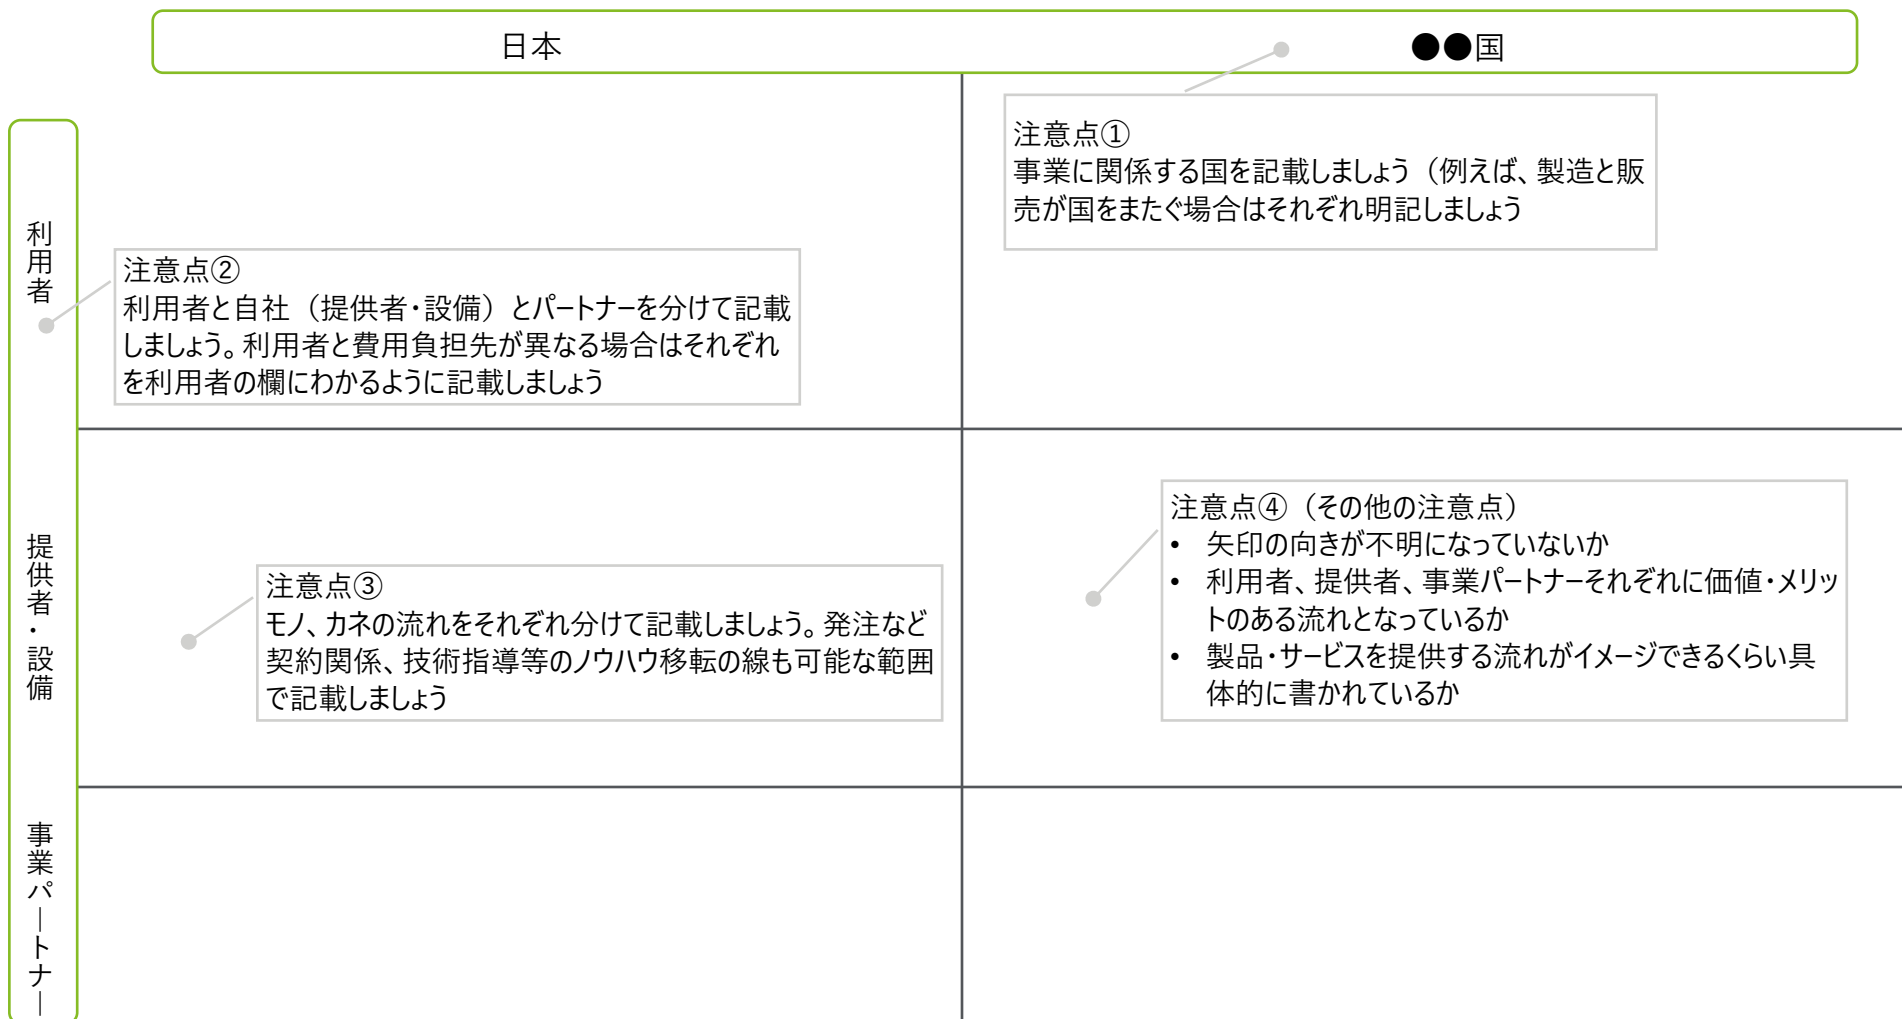 日本
●●国
注意点①
事業に関係する国を記載しましょう（例えば、製造と販
売が国をまたぐ場合はそれぞれ明記しましょう
利用者
注意点②
利用者と自社（提供者・設備）とパートナーを分けて記載
しましょう。利用者と費用負担先が異なる場合はそれぞれ
を利用者の欄にわかるように記載しましょう
提供者・設備
注意点③
モノ、カネの流れをそれぞれ分けて記載しましょう。発注など
契約関係、技術指導等のノウハウ移転の線も可能な範囲
で記載しましょう
注意点④（その他の注意点）
• 矢印の向きが不明になっていないか
• 利用者、提供者、事業パートナーそれぞれに価値・メリッ
トのある流れとなっているか
• 製品・サービスを提供する流れがイメージできるくらい具
体的に書かれているか
事業パートナー